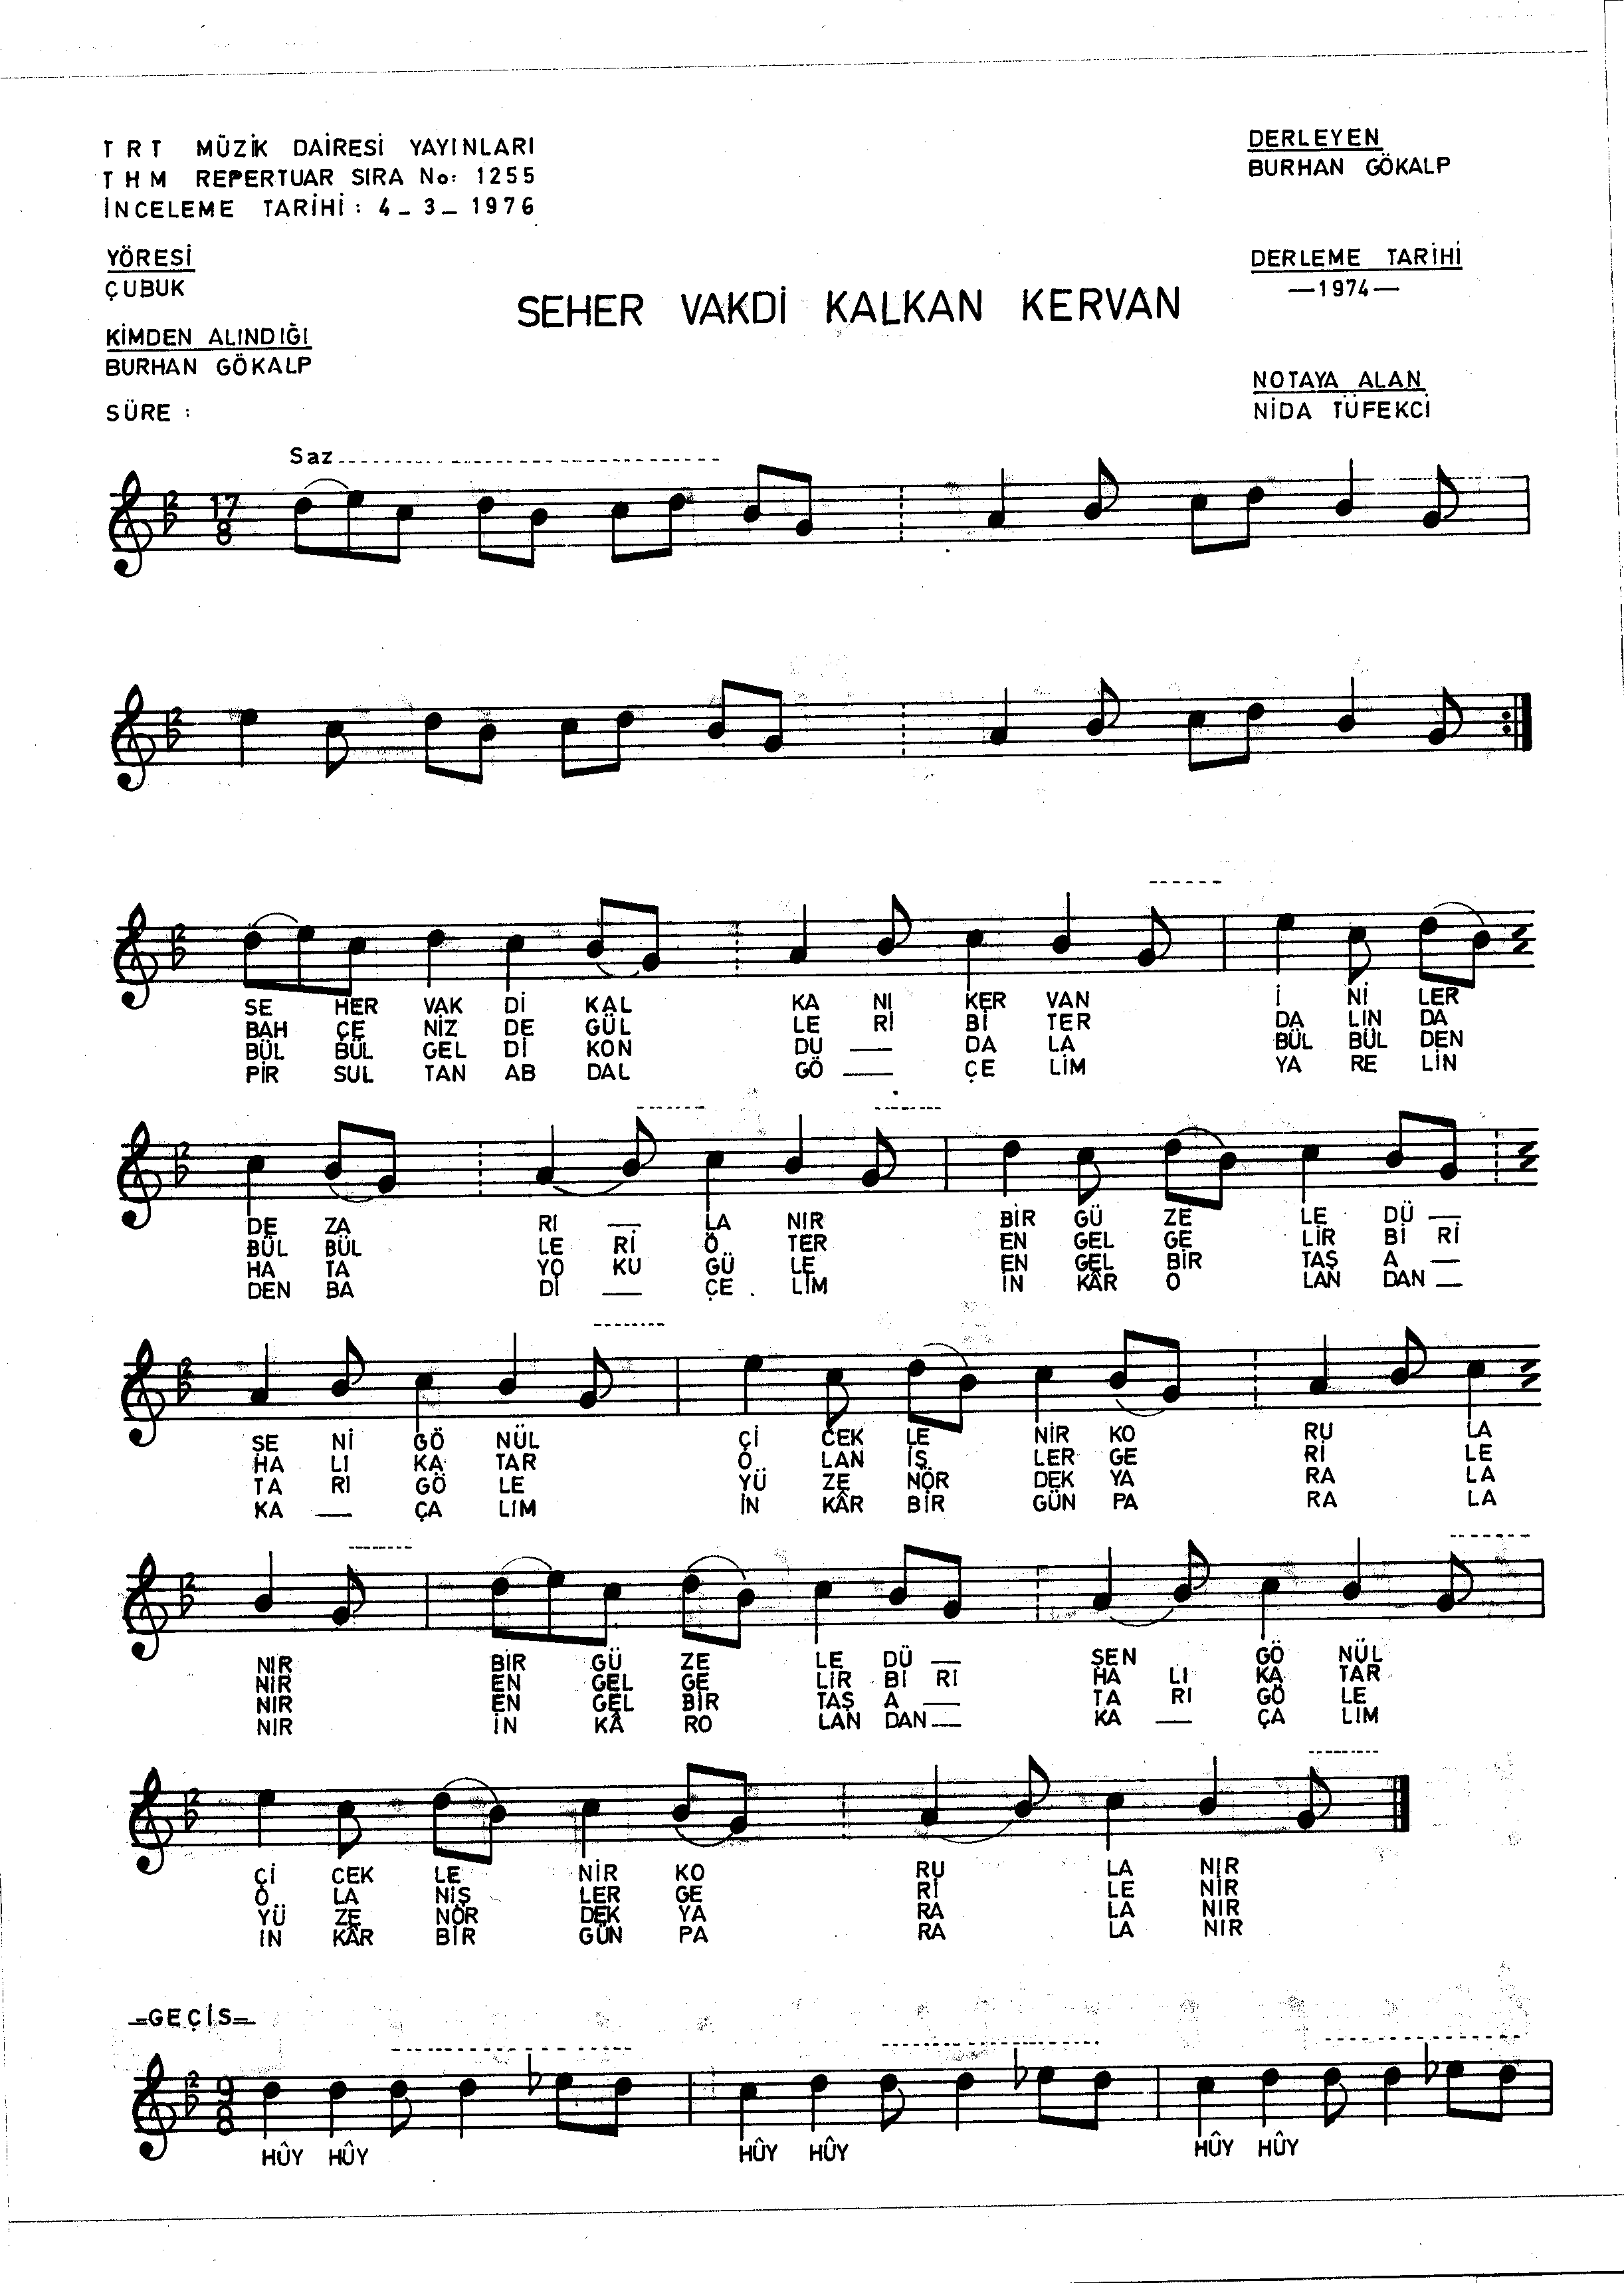 TRT MÜZİK DAİRESİ YAYINLARI
THM REPERTUAR SIRA No: 1255
İNCELEME TARİHİ: 4_3_1976
DERLEYEN
BURHAN GÖKALP
YÖRESİ
ÇUBUK
DERLEME TARİHİ
—1974—
SEHER VAKDİ KALKAN KERVAN
KİMDEN ALINDIĞI
BURHAN GÖKALP
NOTAYA ALAN
NİDA TÜFEKCİ
SÜRE :
Saz
17
8
SE HER VAK Dİ KAL KA NI KER VAN İ Nİ LER
BAH ÇE NİZ DE GÜL LE Rİ Bİ TER DA LIN DA
BÜL BÜL GEL Dİ KON DU — DA LA BÜL BÜL DEN
PİR SUL TAN AB DAL GÖ — ÇE LİM YA RE LİN
DE ZA RI — LA NIR BİR GÜ ZE LE DÜ —
BÜL BÜL LE Rİ Ö TER EN GEL GE LİR Bİ Rİ
HA TA YO KU GÜ LE EN GEL BİR TAŞ A —
DEN BA Dİ — ÇE LİM İN KÂR O LAN DAN —
SE Nİ GÖ NÜL Çİ ÇEK LE NİR KO RU LA
HA LI KA TAR O LAN İŞ LER GE Rİ LE
TA RI GÖ LE YÜ ZE NÖR DEK YA RA LA
KA — ÇA LIM İN KÂR BİR GÜN PA RA LA
NIR BİR GÜ ZE LE DÜ — SEN GÖ NÜL
NİR EN GEL GE LİR Bİ Rİ HA LI KA TAR
NIR EN GEL BİR TAŞ A — TA RI GÖ LE
NIR İN KÂ RO LAN DAN — KA — ÇA LIM
Çİ CEK LE NİR KO RU LA NIR
O LA NİŞ LER GE Rİ LE NİR
YÜ ZE NÖR DEK YA RA LA NIR
IN KÂR BİR GÜN PA RA LA NIR
=GEÇİS=
9
8
HÛY HÛY HÛY HÛY HÛY HÛY